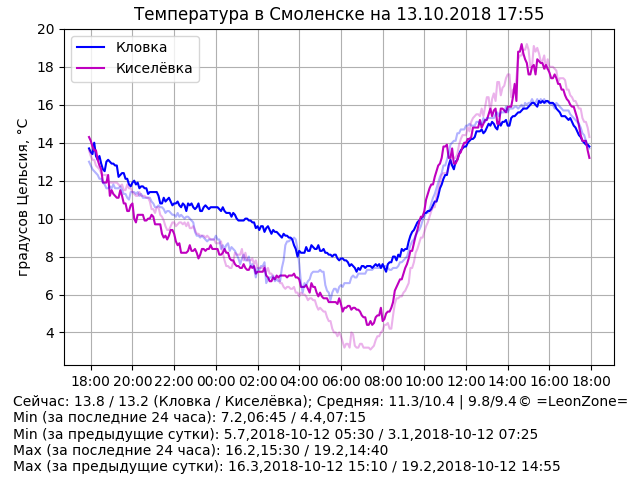 Температура в Смоленске на 13.10.2018 17:55
Кловка
Киселёвка
градусов Цельсия, °C
20
18
16
14
12
10
8
6
4
18:00 20:00 22:00 00:00 02:00 04:00 06:00 08:00 10:00 12:00 14:00 16:00 18:00
Сейчас: 13.8 / 13.2 (Кловка / Киселёвка); Средняя: 11.3/10.4 | 9.8/9.4© =LeonZone=
Min (за последние 24 часа): 7.2,06:45 / 4.4,07:15
Min (за предыдущие сутки): 5.7,2018-10-12 05:30 / 3.1,2018-10-12 07:25
Max (за последние 24 часа): 16.2,15:30 / 19.2,14:40
Max (за предыдущие сутки): 16.3,2018-10-12 15:10 / 19.2,2018-10-12 14:55